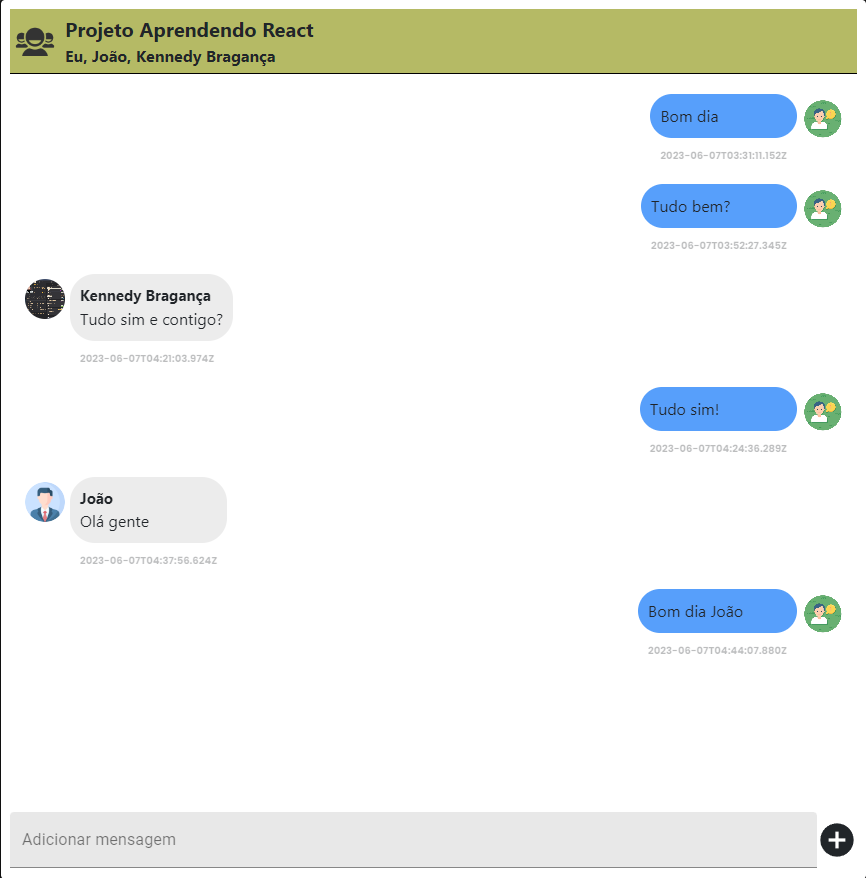 Projeto Aprendendo React
Eu, João, Kennedy Bragança
Bom dia
2023-06-07T03:31:11.152Z
Tudo bem?
2023-06-07T03:52:27.345Z
Kennedy Bragança
Tudo sim e contigo?
2023-06-07T04:21:03.974Z
Tudo sim!
2023-06-07T04:24:36.289Z
João
Olá gente
2023-06-07T04:37:56.624Z
Bom dia João
2023-06-07T04:44:07.880Z
Adicionar mensagem